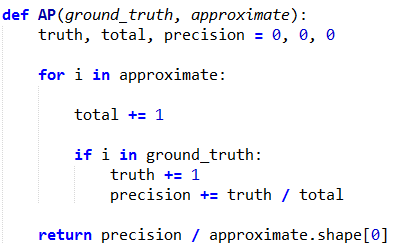 def AP(ground_truth, approximate):
    truth, total, precision = 0, 0, 0
    for i in approximate:
        total += 1
        if i in ground_truth:
            truth += 1
            precision += truth / total
    return precision / approximate.shape[0]